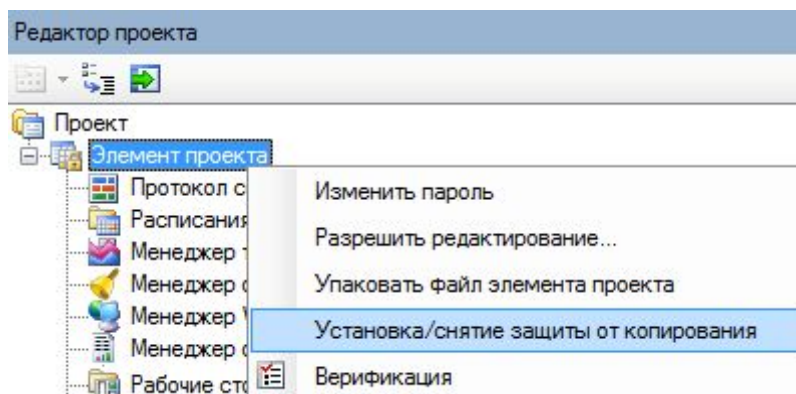 Редактор проекта
Проект
Элемент проекта
Протокол с
Расписания
Менеджер
Менеджер
Менеджер
Менеджер
Рабочие сто
Изменить пароль
Разрешить редактирование...
Упаковать файл элемента проекта
Установка/снятие защиты от копирования
Верификация